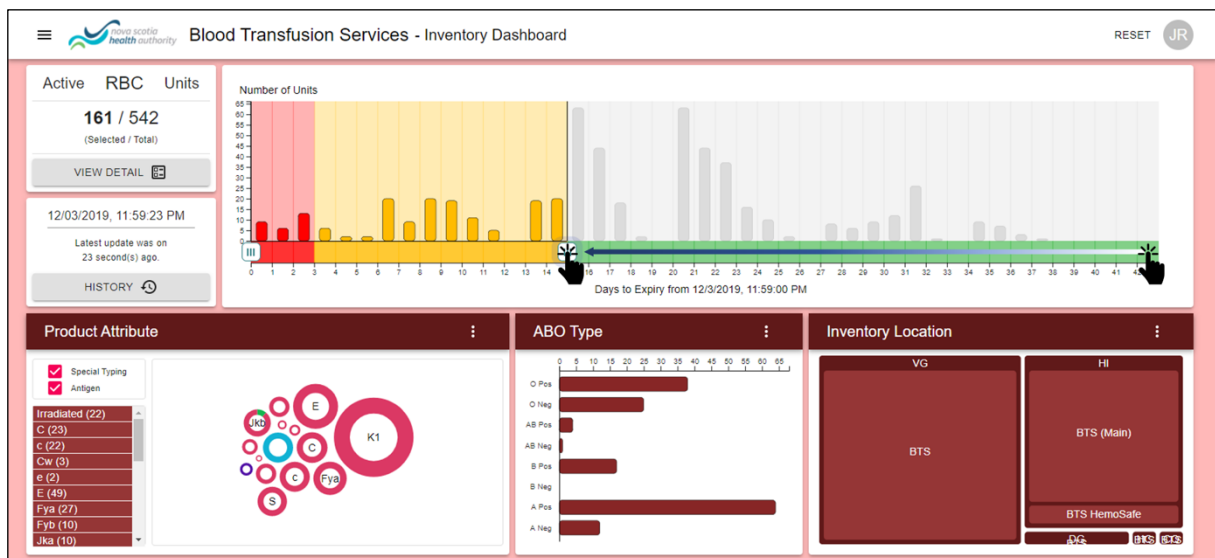 nova scotia
health authority
Blood Transfusion Services - Inventory Dashboard
RESET
JR
Active RBC Units
161 / 542
(Selected / Total)
VIEW DETAIL
12/03/2019, 11:59:23 PM
Latest update was on
23 second(s) ago.
HISTORY
Number of Units
65
60
55
50
45
40
35
30
25
20
15
10
5
0
0 1 2 3 4 5 6 7 8 9 10 11 12 13 14 16 17 18 19 20 21 22 23 24 25 26 27 28 29 30 31 32 33 34 35 36 37 38 39 40 41
Days to Expiry from 12/3/2019, 11:59:00 PM
Product Attribute
Special Typing
Antigen
Irradiated (22)
C (23)
c (22)
Cw (3)
e (2)
E (49)
Fya (27)
Fyb (10)
Jka (10)
E
Jkb
K1
C
c
Fya
S
ABO Type
0 5 10 15 20 25 30 35 40 45 50 55 60 65
O Pos
O Neg
AB Pos
AB Neg
B Pos
B Neg
A Pos
A Neg
Inventory Location
VG
BTS
HI
BTS (Main)
BTS HemoSafe
DG
BTS
BTS
BTS